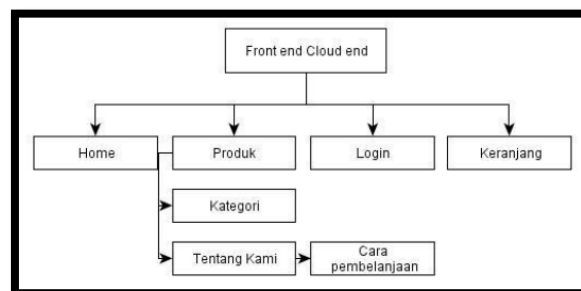 Front end Cloud end
Home
Produk
Login
Keranjang
Kategori
Tentang Kami
Cara
pembelanjaan